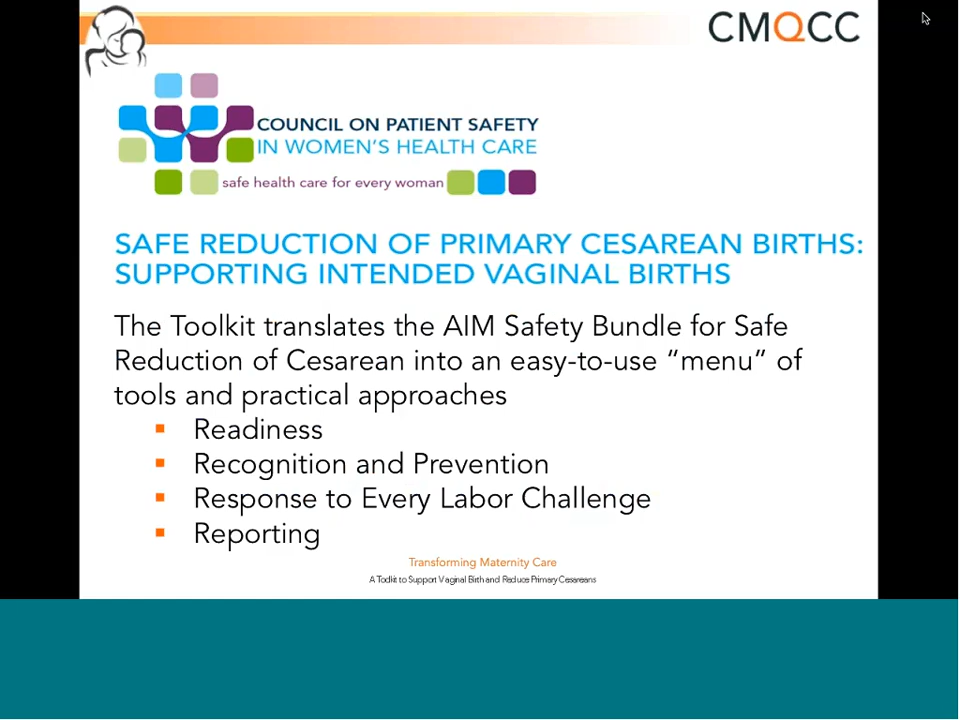 CMQCC
COUNCIL ON PATIENT SAFETY
IN WOMEN'S HEALTH CARE
safe health care for every woman
SAFE REDUCTION OF PRIMARY CESAREAN BIRTHS:
SUPPORTING INTENDED VAGINAL BIRTHS
The Toolkit translates the AIM Safety Bundle for Safe
Reduction of Cesarean into an easy-to-use “menu” of
tools and practical approaches
▪ Readiness
▪ Recognition and Prevention
▪ Response to Every Labor Challenge
▪ Reporting
Transforming Maternity Care
A Toolkit to Support Vaginal Birth and Reduce Primary Cesareans